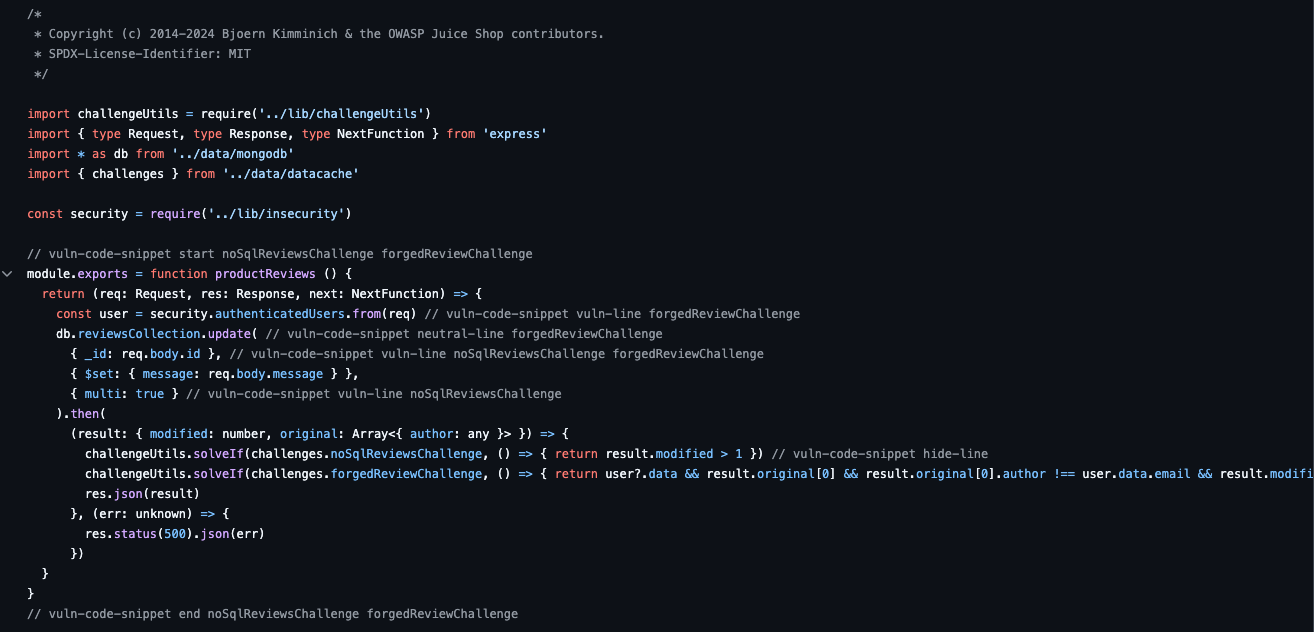 /*
 * Copyright (c) 2014-2024 Bjoern Kimminich & the OWASP Juice Shop contributors.
 * SPDX-License-Identifier: MIT
 */

import challengeUtils = require('../lib/challengeUtils')
import { type Request, type Response, type NextFunction } from 'express'
import * as db from '../data/mongodb'
import { challenges } from '../data/datacache'

const security = require('../lib/insecurity')

// vuln-code-snippet start noSqlReviewsChallenge forgedReviewChallenge
module.exports = function productReviews () {
  return (req: Request, res: Response, next: NextFunction) => {
    const user = security.authenticatedUsers.from(req) // vuln-code-snippet vuln-line forgedReviewChallenge
    db.reviewsCollection.update( // vuln-code-snippet neutral-line forgedReviewChallenge
      { _id: req.body.id }, // vuln-code-snippet vuln-line noSqlReviewsChallenge forgedReviewChallenge
      { $set: { message: req.body.message } },
      { multi: true } // vuln-code-snippet vuln-line noSqlReviewsChallenge
    ).then(
      (result: { modified: number, original: Array<{ author: any }> }) => {
        challengeUtils.solveIf(challenges.noSqlReviewsChallenge, () => { return result.modified > 1 }) // vuln-code-snippet hide-line
        challengeUtils.solveIf(challenges.forgedReviewChallenge, () => { return user?.data && result.original[0] && result.original[0].author !== user.data.email && result.modifi
        res.json(result)
      }, (err: unknown) => {
        res.status(500).json(err)
      })
  }
}
// vuln-code-snippet end noSqlReviewsChallenge forgedReviewChallenge